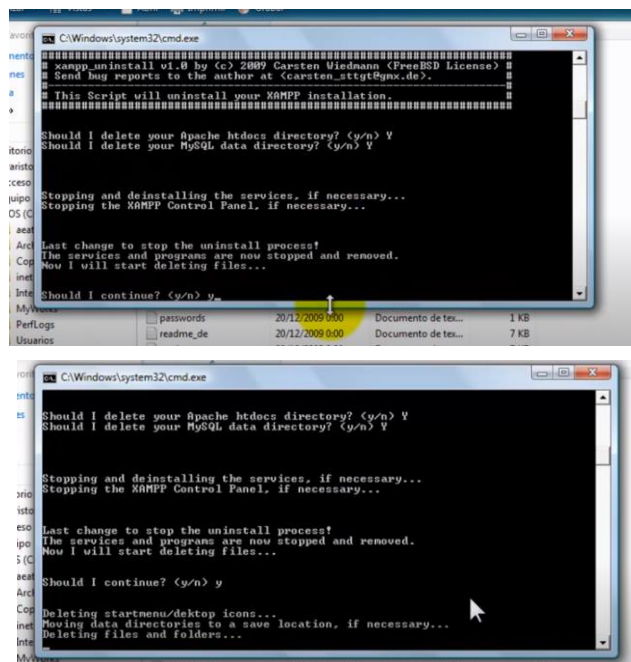 Vistas Abrir Imprimir Grabar
C:\Windows\system32\cmd.exe
# xampp_uninstall v1.0 by (c) 2009 Carsten Wiedmann (FreeBSD License) #
# Send bug reports to the author at <carsten_sttgt@gmx.de>. #
# This Script will uninstall your XAMPP installation. #
Should I delete your Apache htdocs directory? (y/n) Y
Should I delete your MySQL data directory? (y/n) Y
Stopping and deinstalling the services, if necessary...
Stopping the XAMPP Control Panel, if necessary...
Last change to stop the uninstall process!
The services and programs are now stopped and removed.
Now I will start deleting files...
Should I continue? (y/n) y_
passwords 20/12/2009 0:00 Documento de tex... 1 KB
PerfLogs
readme_de 20/12/2009 0:00 Documento de tex... 7 KB
Usuarios
C:\Windows\system32\cmd.exe
Should I delete your Apache htdocs directory? (y/n) Y
Should I delete your MySQL data directory? (y/n) Y
Stopping and deinstalling the services, if necessary...
Stopping the XAMPP Control Panel, if necessary...
Last change to stop the uninstall process!
The services and programs are now stopped and removed.
Now I will start deleting files...
Should I continue? (y/n) y
Deleting startmenu/dektop icons...
Moving data directories to a save location, if necessary...
Deleting files and folders...